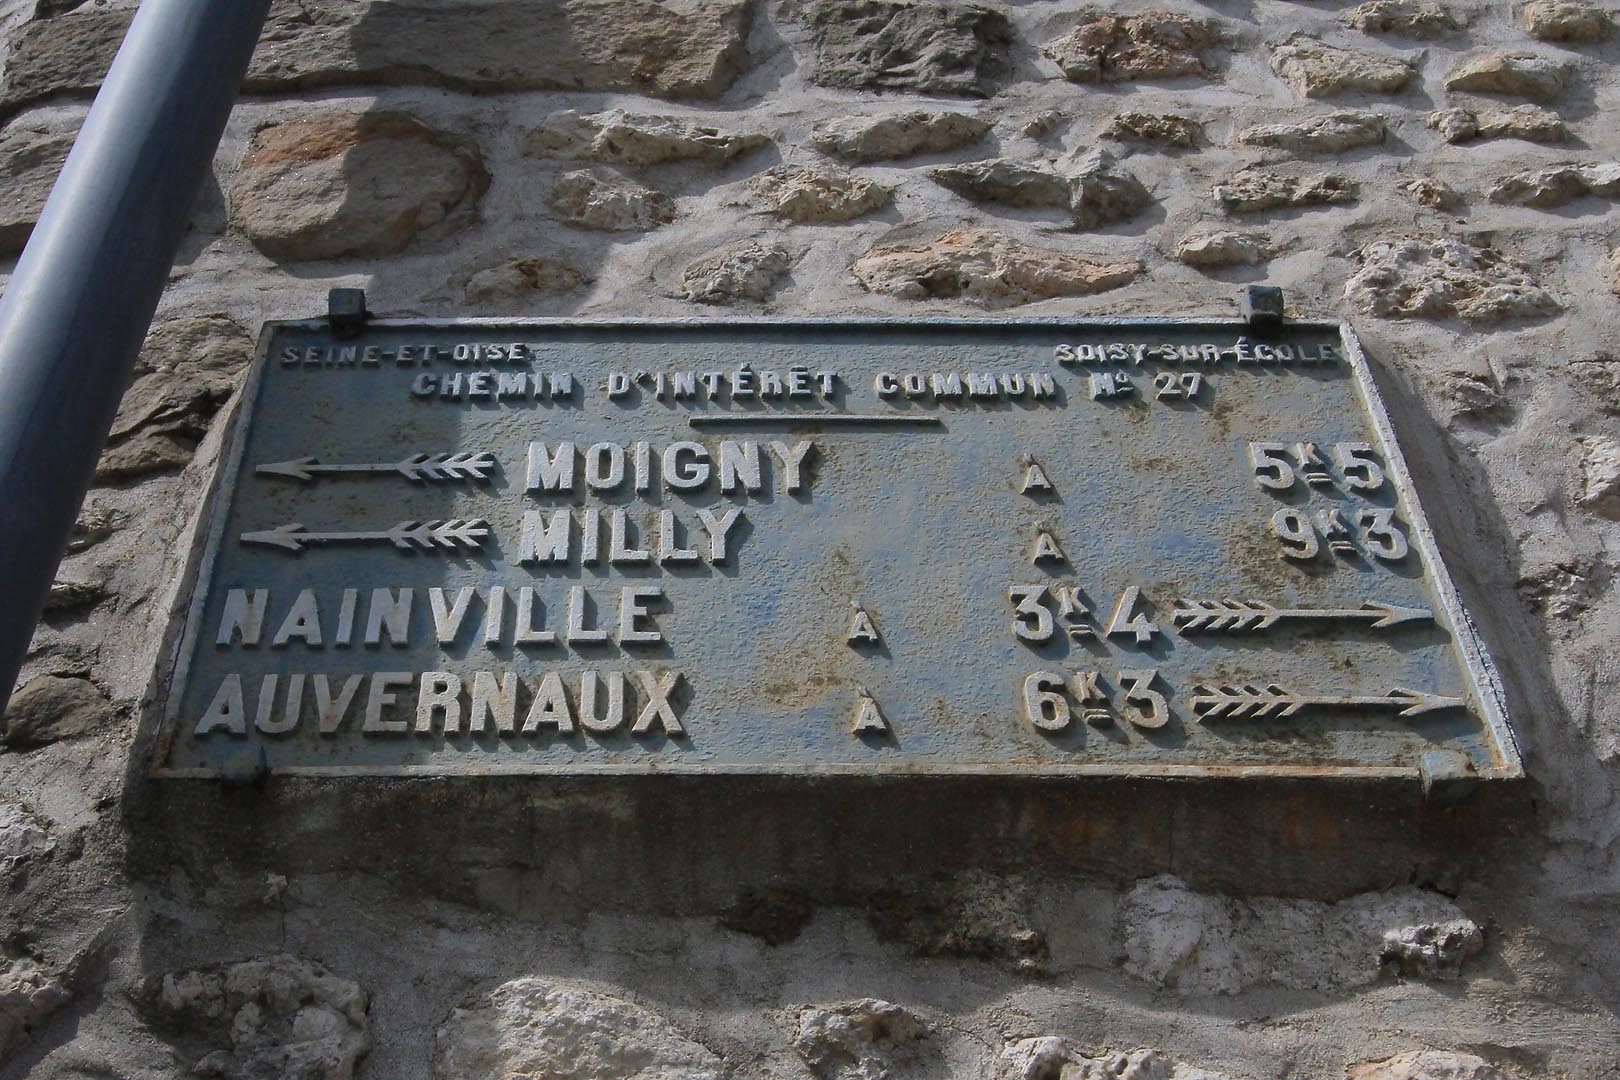 SEINE-ET-OISE SOISY-SUR-ÉCOLE
CHEMIN D'INTÉRÊT COMMUN No 27
MOIGNY A 5K5
MILLY A 9K3
NAINVILLE A 3K4
AUVERNAUX A 6K3